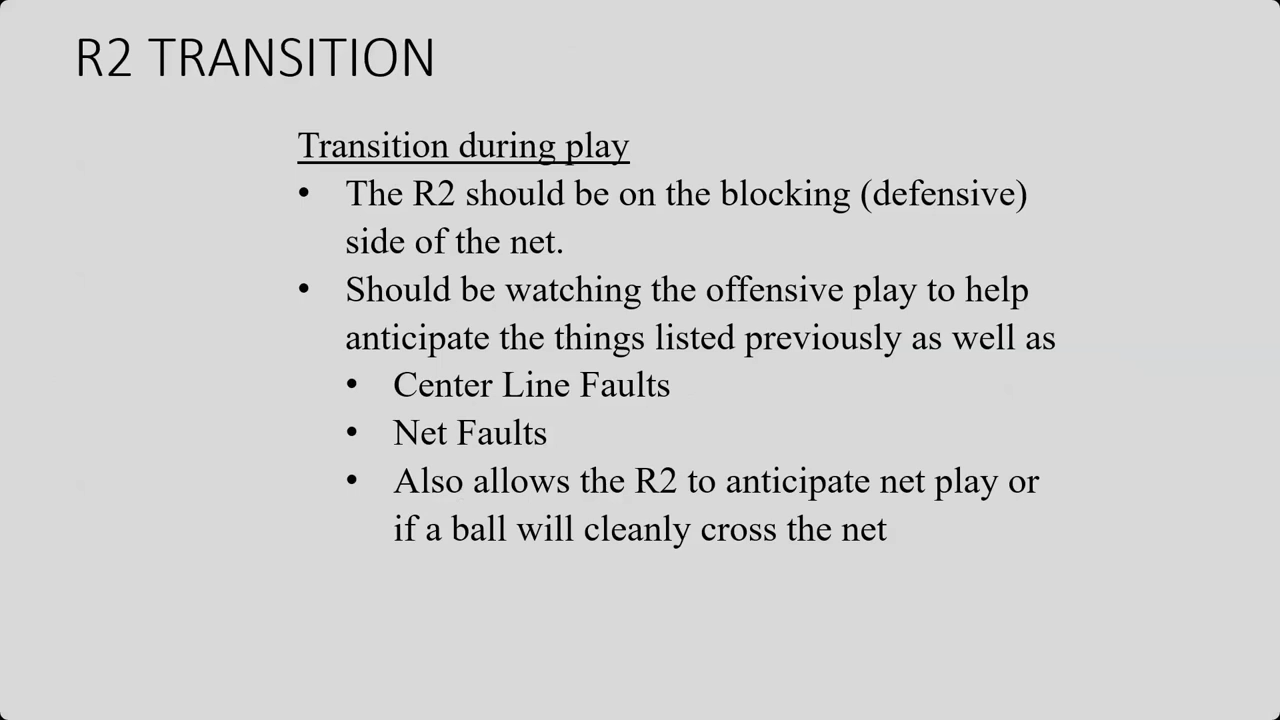 R2 TRANSITION
Transition during play
• The R2 should be on the blocking (defensive)
side of the net.
• Should be watching the offensive play to help
anticipate the things listed previously as well as
• Center Line Faults
• Net Faults
• Also allows the R2 to anticipate net play or
if a ball will cleanly cross the net